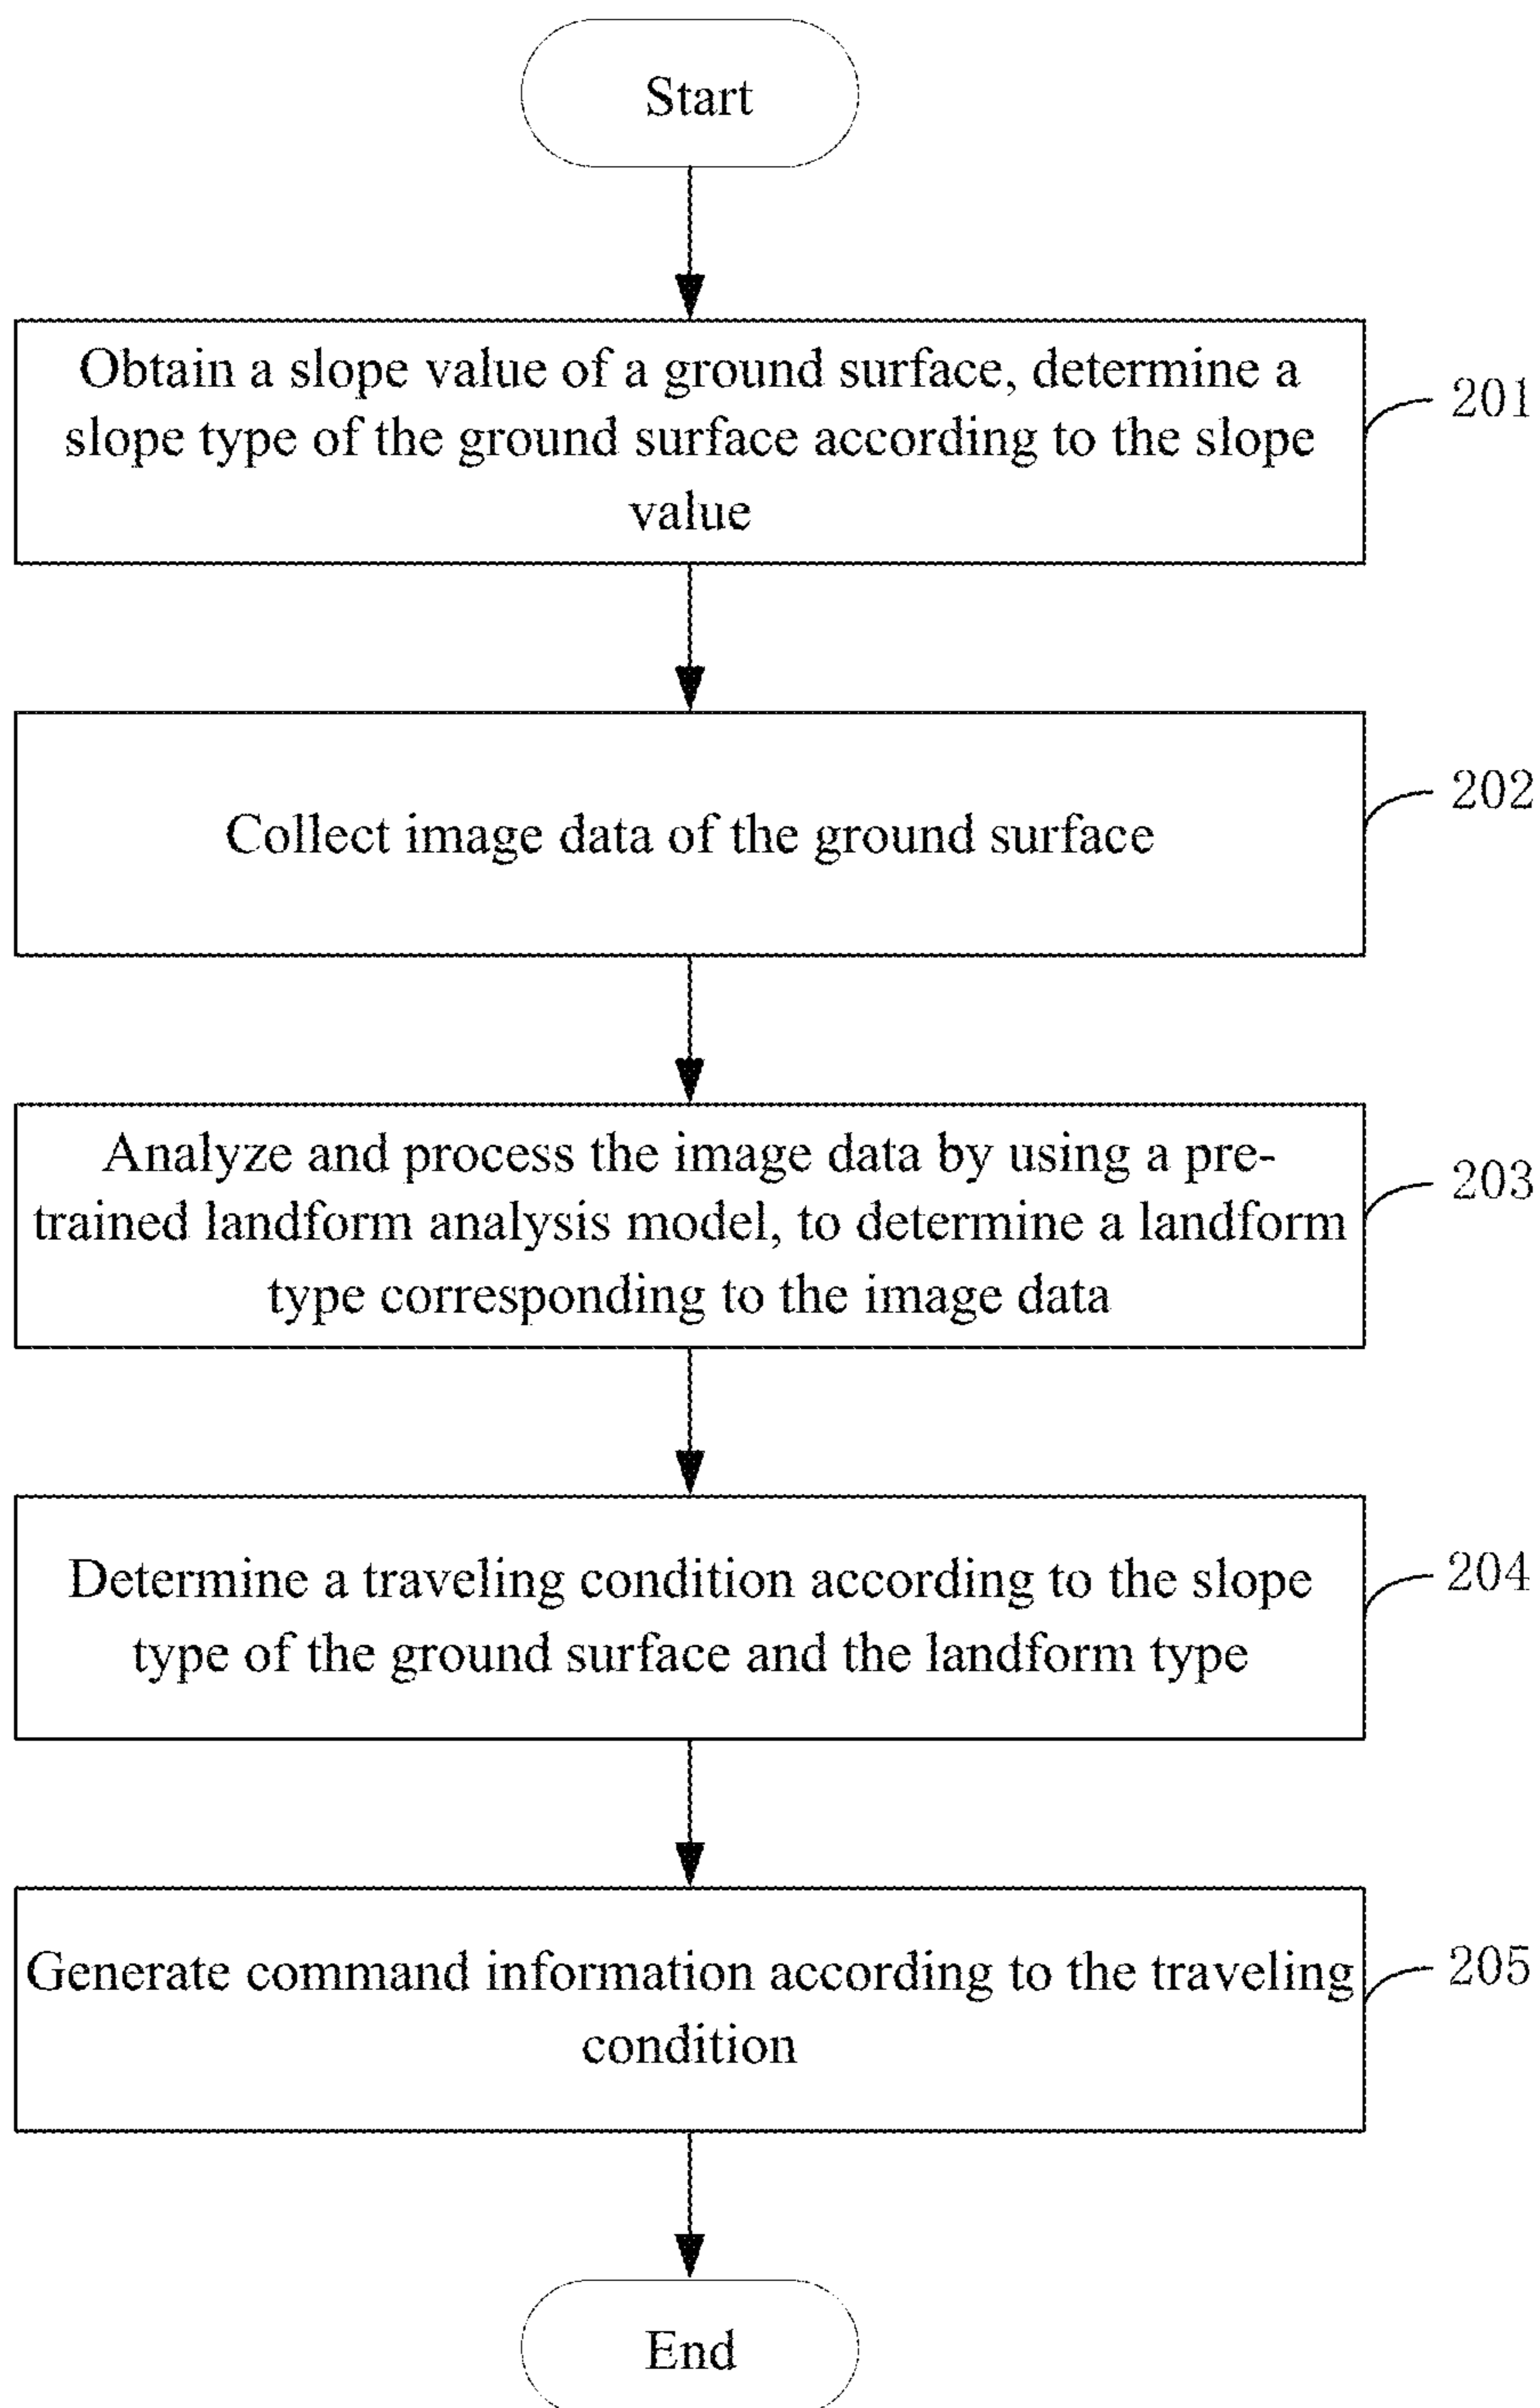 Start
Obtain a slope value of a ground surface, determine a
slope type of the ground surface according to the slope
value
201
Collect image data of the ground surface
202
Analyze and process the image data by using a pre-
trained landform analysis model, to determine a landform
type corresponding to the image data
203
Determine a traveling condition according to the slope
type of the ground surface and the landform type
204
Generate command information according to the traveling
condition
205
End